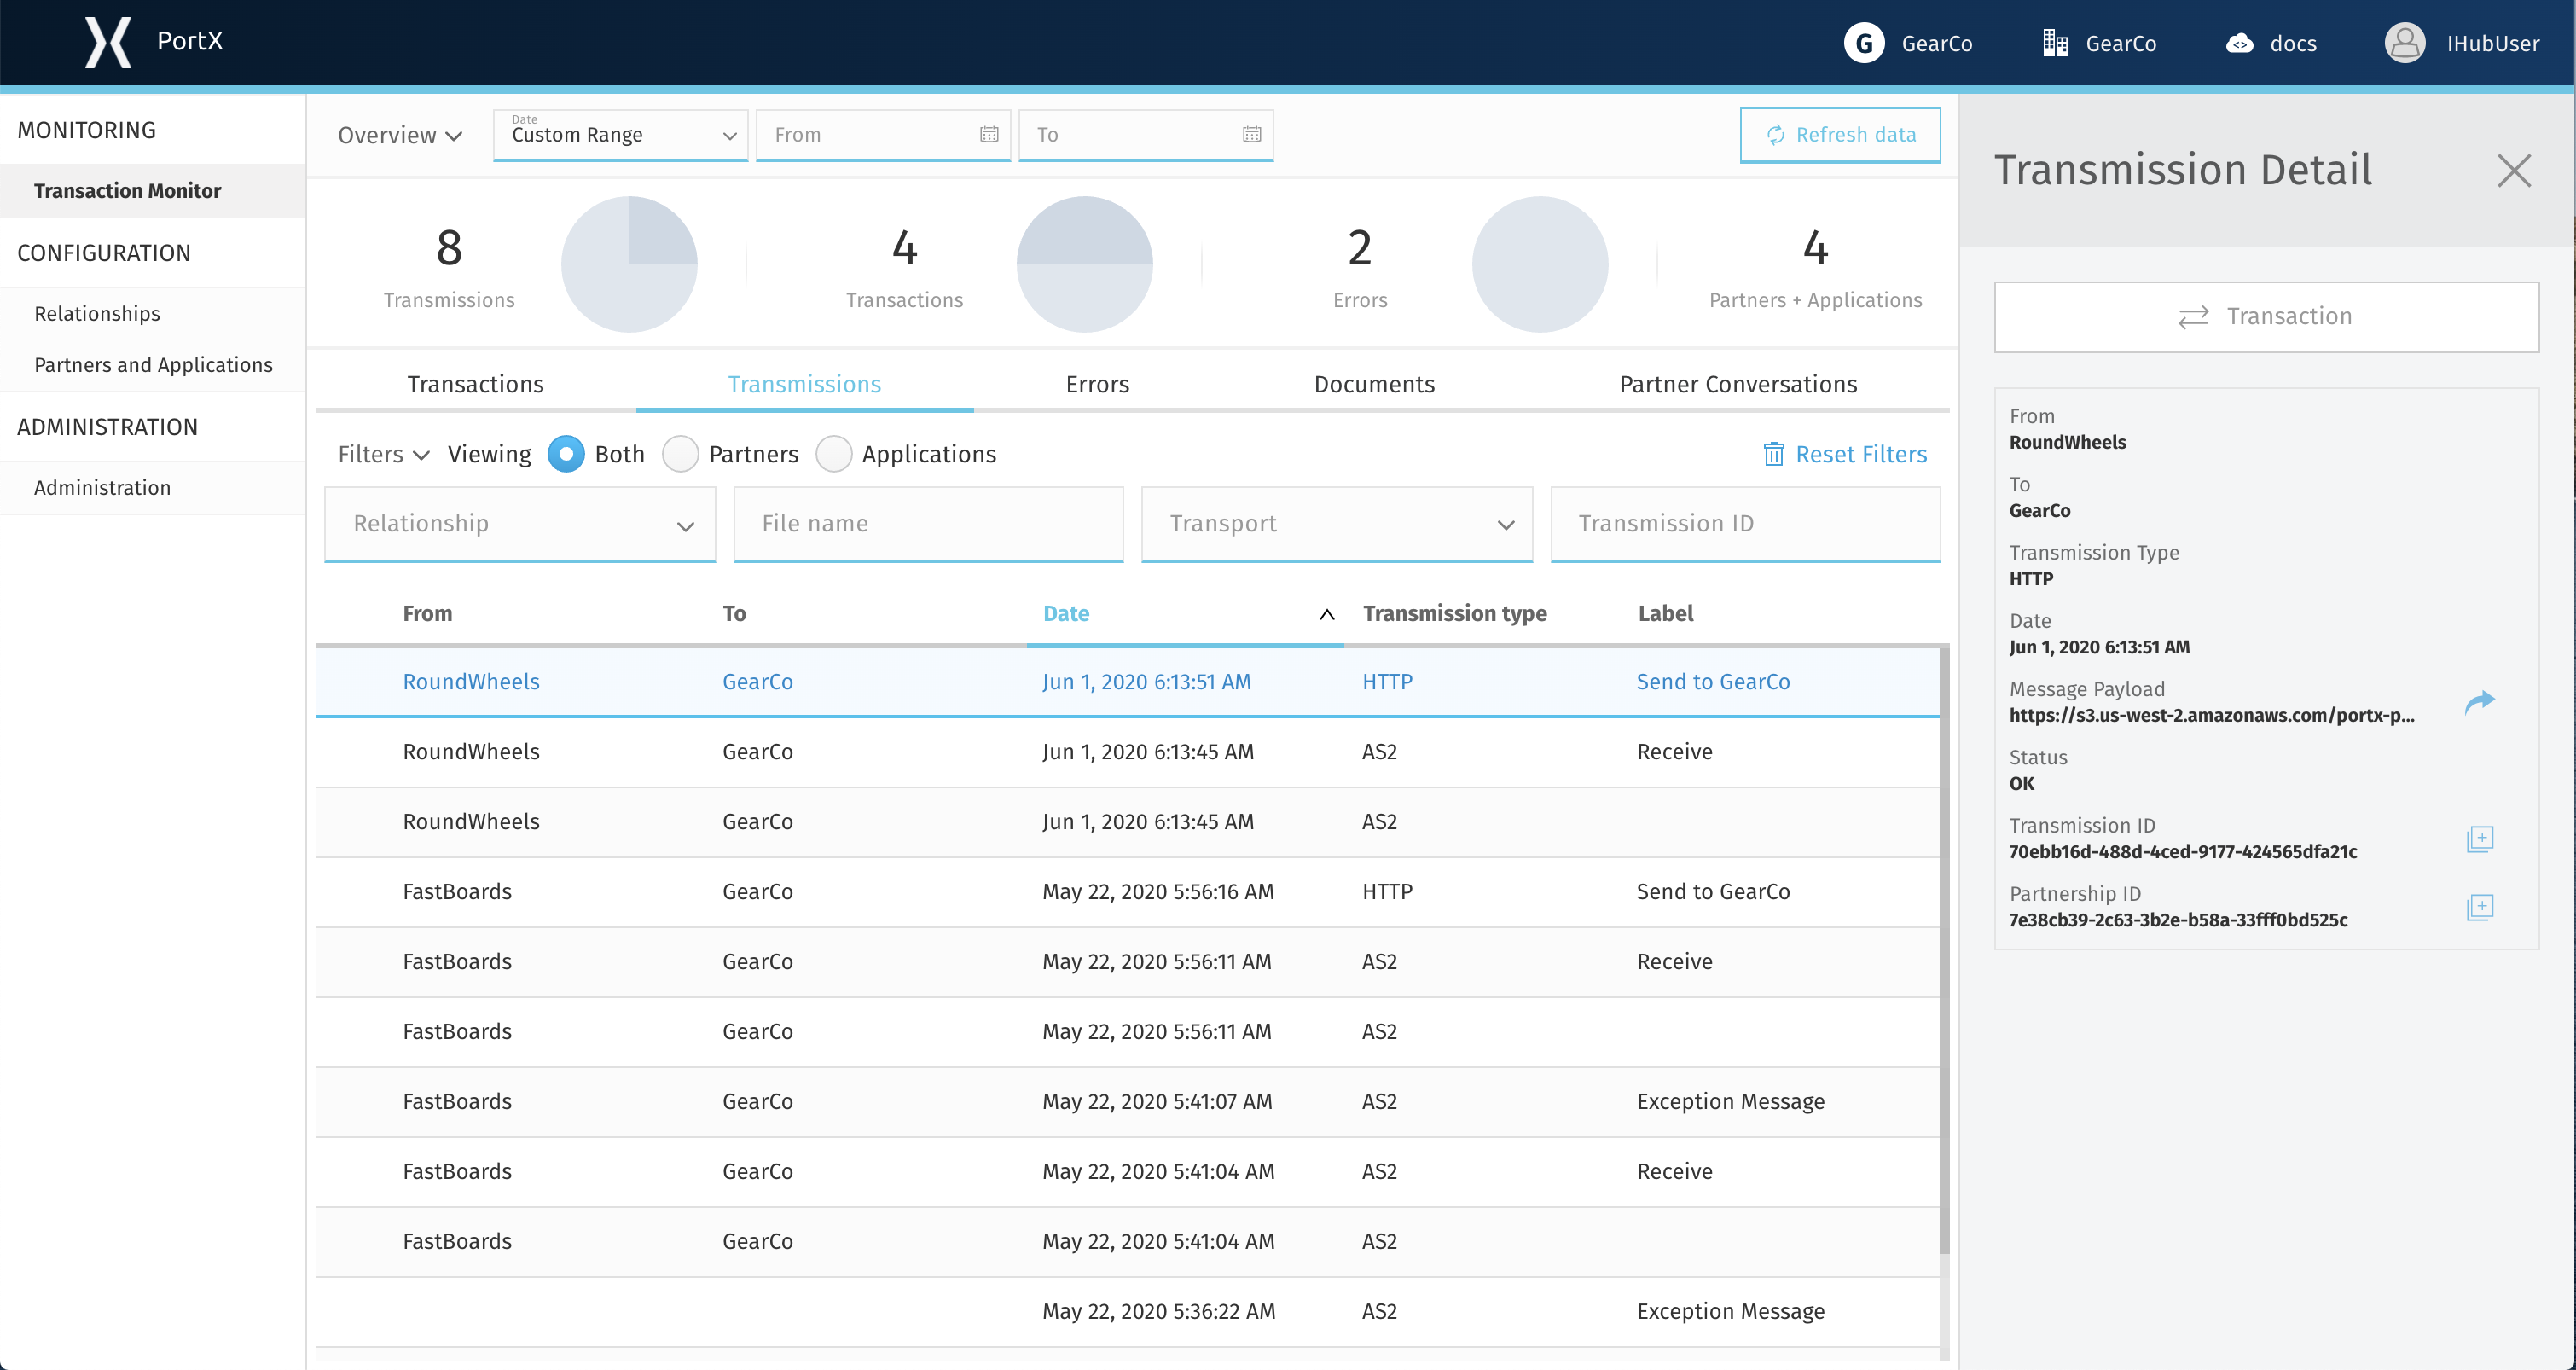 PortX
G GearCo
GearCo
docs
IHubUser
MONITORING
Transaction Monitor
CONFIGURATION
Relationships
Partners and Applications
ADMINISTRATION
Administration
Overview
Date
Custom Range
From
To
Refresh data
8
Transmissions
4
Transactions
2
Errors
4
Partners + Applications
Transactions Transmissions Errors Documents Partner Conversations
Filters Viewing Both Partners Applications Reset Filters
Relationship File name Transport Transmission ID
From To Date Transmission type Label
RoundWheels GearCo Jun 1, 2020 6:13:51 AM HTTP Send to GearCo
RoundWheels GearCo Jun 1, 2020 6:13:45 AM AS2 Receive
RoundWheels GearCo Jun 1, 2020 6:13:45 AM AS2
FastBoards GearCo May 22, 2020 5:56:16 AM HTTP Send to GearCo
FastBoards GearCo May 22, 2020 5:56:11 AM AS2 Receive
FastBoards GearCo May 22, 2020 5:56:11 AM AS2
FastBoards GearCo May 22, 2020 5:41:07 AM AS2 Exception Message
FastBoards GearCo May 22, 2020 5:41:04 AM AS2 Receive
FastBoards GearCo May 22, 2020 5:41:04 AM AS2
May 22, 2020 5:36:22 AM AS2 Exception Message
Transmission Detail
Transaction
From
RoundWheels
To
GearCo
Transmission Type
HTTP
Date
Jun 1, 2020 6:13:51 AM
Message Payload
https://s3.us-west-2.amazonaws.com/portx-p...
Status
OK
Transmission ID
70ebb16d-488d-4ced-9177-424565dfa21c
Partnership ID
7e38cb39-2c63-3b2e-b58a-33fff0bd525c